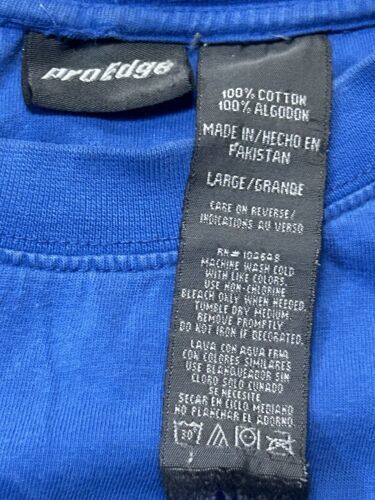 proEdge
100% COTTON
100% ALGODON
MADE IN/HECHO EN
PAKISTAN
LARGE/GRANDE
CARE ON REVERSE/
INDICATIONS AU VERSO
RN#
MACHINE WASH COLD
WITH LIKE COLORS.
USE NON-CHLORINE
BLEACH ONLY WHEN NEEDED.
TUMBLE DRY MEDIUM.
REMOVE PROMPTLY
DO NOT IRON IF DECORATED.
LAVA CON AGUA FRIA
CON COLORES SIMILARES
USE BLANQUEADOR SIN
CLORO SOLO CUNADO
SE NECESITE
SECAR EN CICLO MEDIANO
NO PLANCHAR EL ADORNO.
30